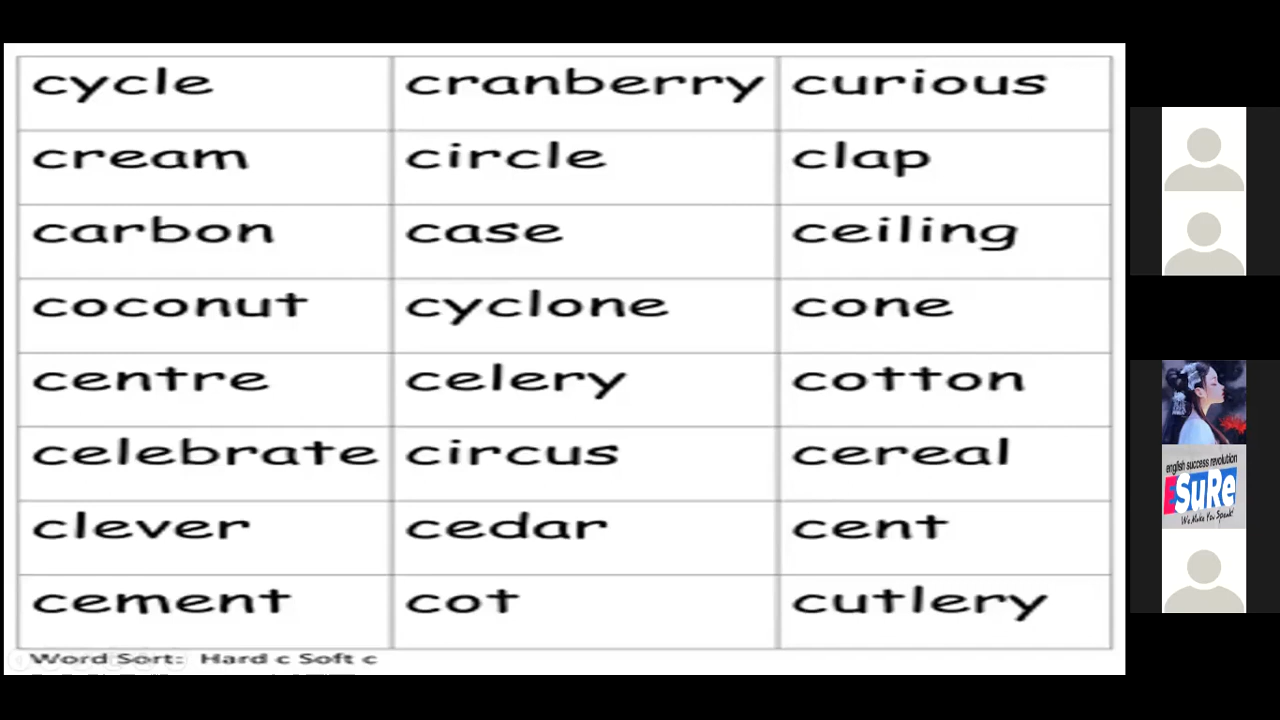 cycle cranberry curious
cream circle clap
carbon case ceiling
coconut cyclone cone
centre celery cotton
celebrate circus cereal
clever cedar cent
cement cot cutlery
Word Sort: Hard c Soft c
english success revolution
ESuRe
We Make You Speak!